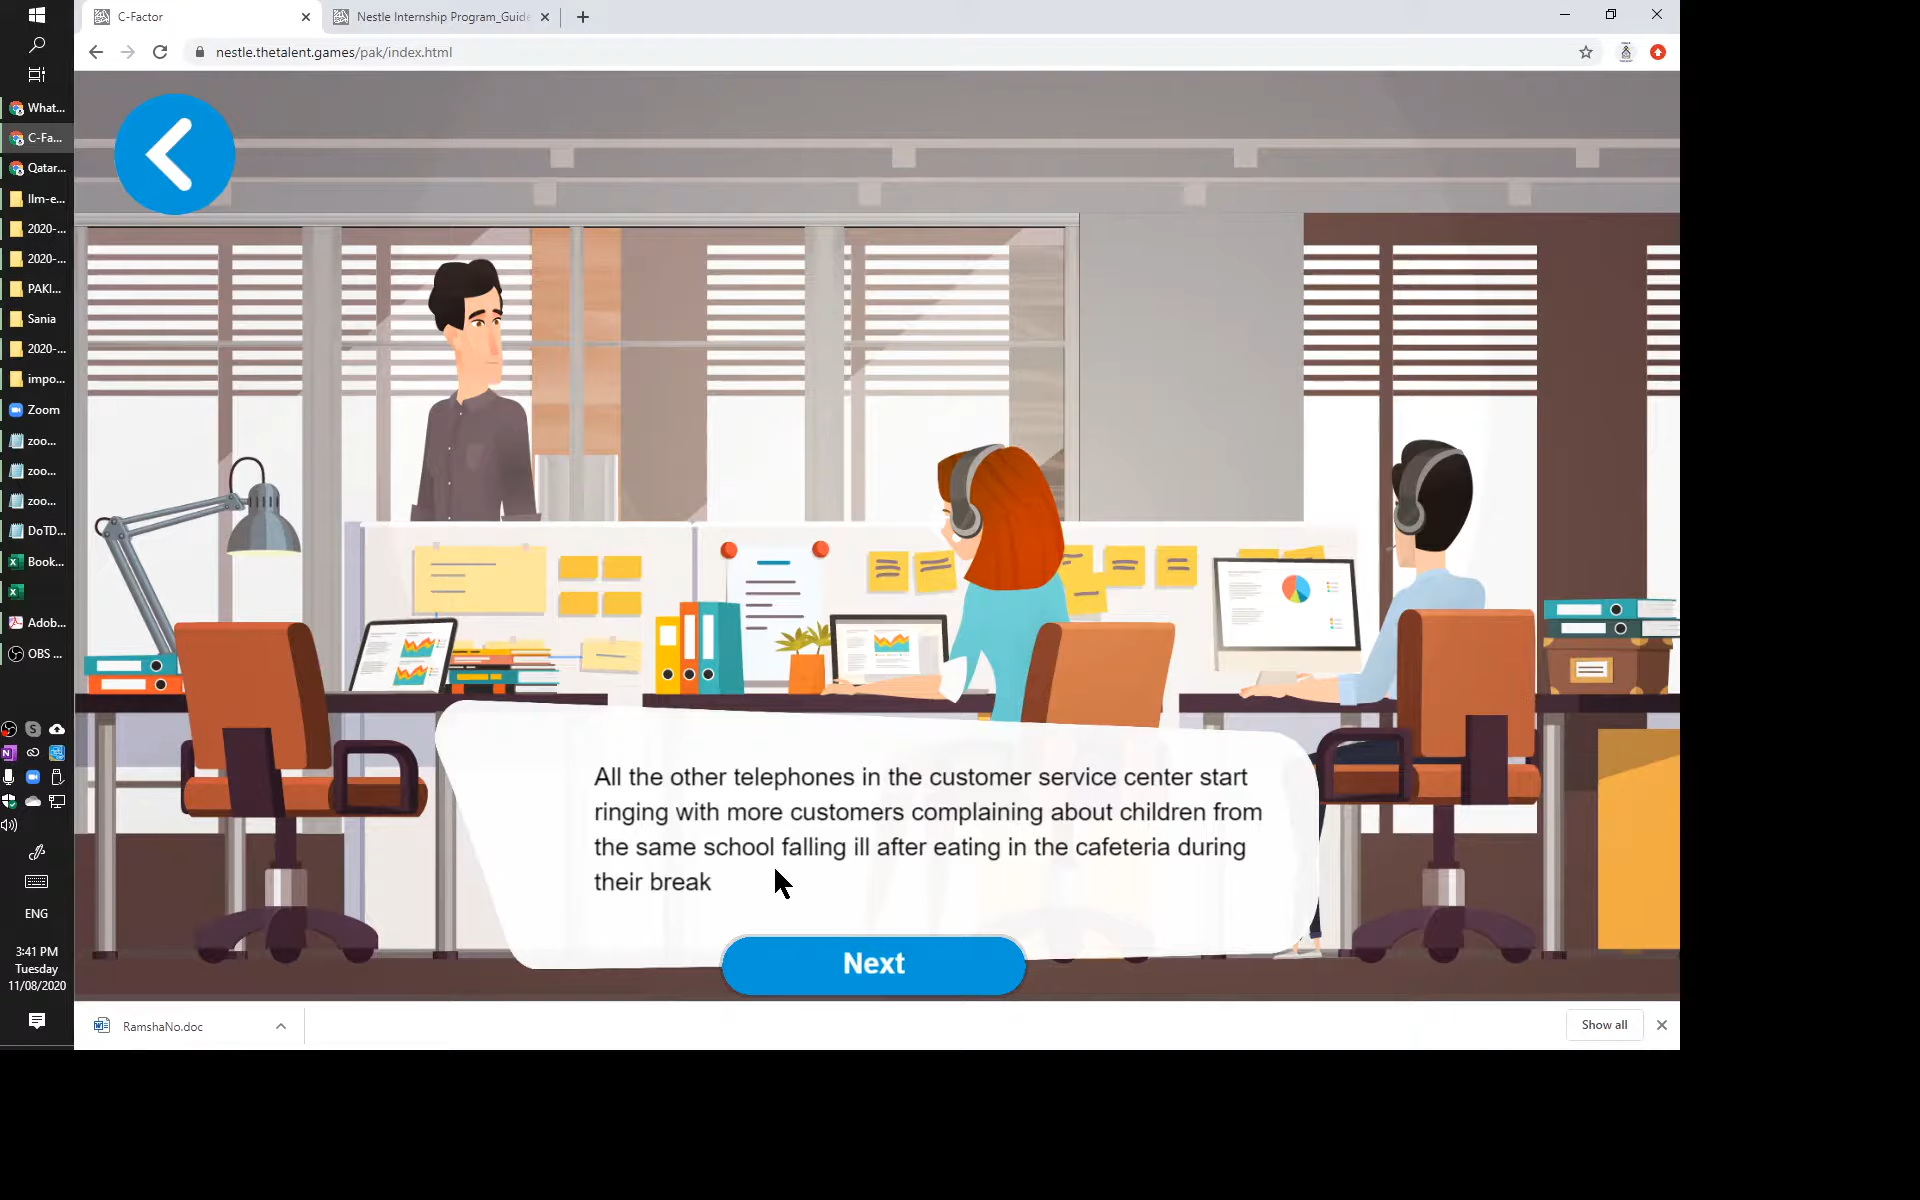 C-Factor
Nestle Internship Program_Guide
nestle.thetalent.games/pak/index.html
What...
C-Fa...
Qatar...
llm-e...
2020-...
2020-...
PAKI...
Sania
2020-...
impo...
Zoom
zoo...
zoo...
zoo...
DoTD...
Book...
Adob...
OBS ...
ENG
3:41 PM
Tuesday
11/08/2020
All the other telephones in the customer service center start
ringing with more customers complaining about children from
the same school falling ill after eating in the cafeteria during
their break
Next
RamshaNo.doc
Show all